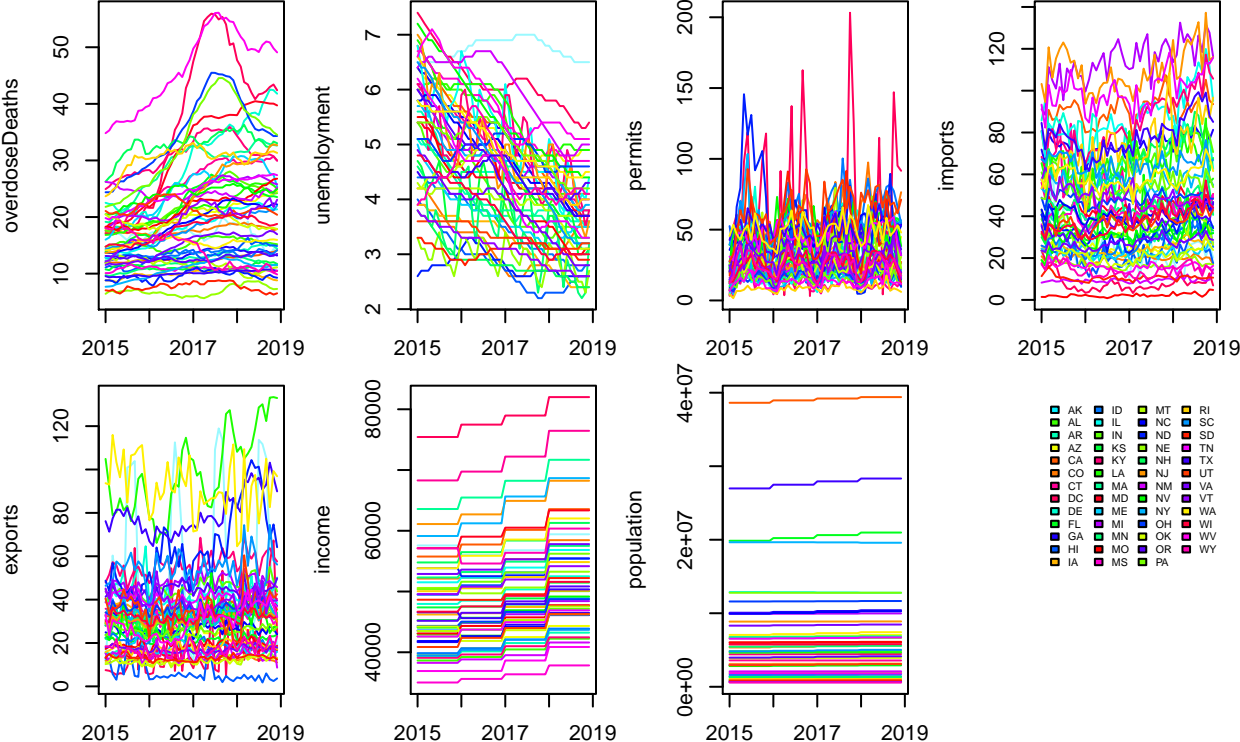 overdoseDeaths
50
40
30
20
10
2015 2017 2019
unemployment
7
6
5
4
3
2
2015 2017 2019
permits
200
150
100
50
0
2015 2017 2019
imports
120
80
60
40
20
0
2015 2017 2019
exports
120
80
60
40
20
0
2015 2017 2019
income
80000
60000
40000
2015 2017 2019
population
4e+07
2e+07
0e+00
2015 2017 2019
AK ID MT RI
AL IL NC SC
AR IN ND SD
AZ KS NE TN
CA KY NH TX
CO LA NJ UT
CT MA NM VA
DC MD NV VT
DE ME NY WA
FL MI OH WI
GA MN OK WV
HI MO OR WY
IA MS PA